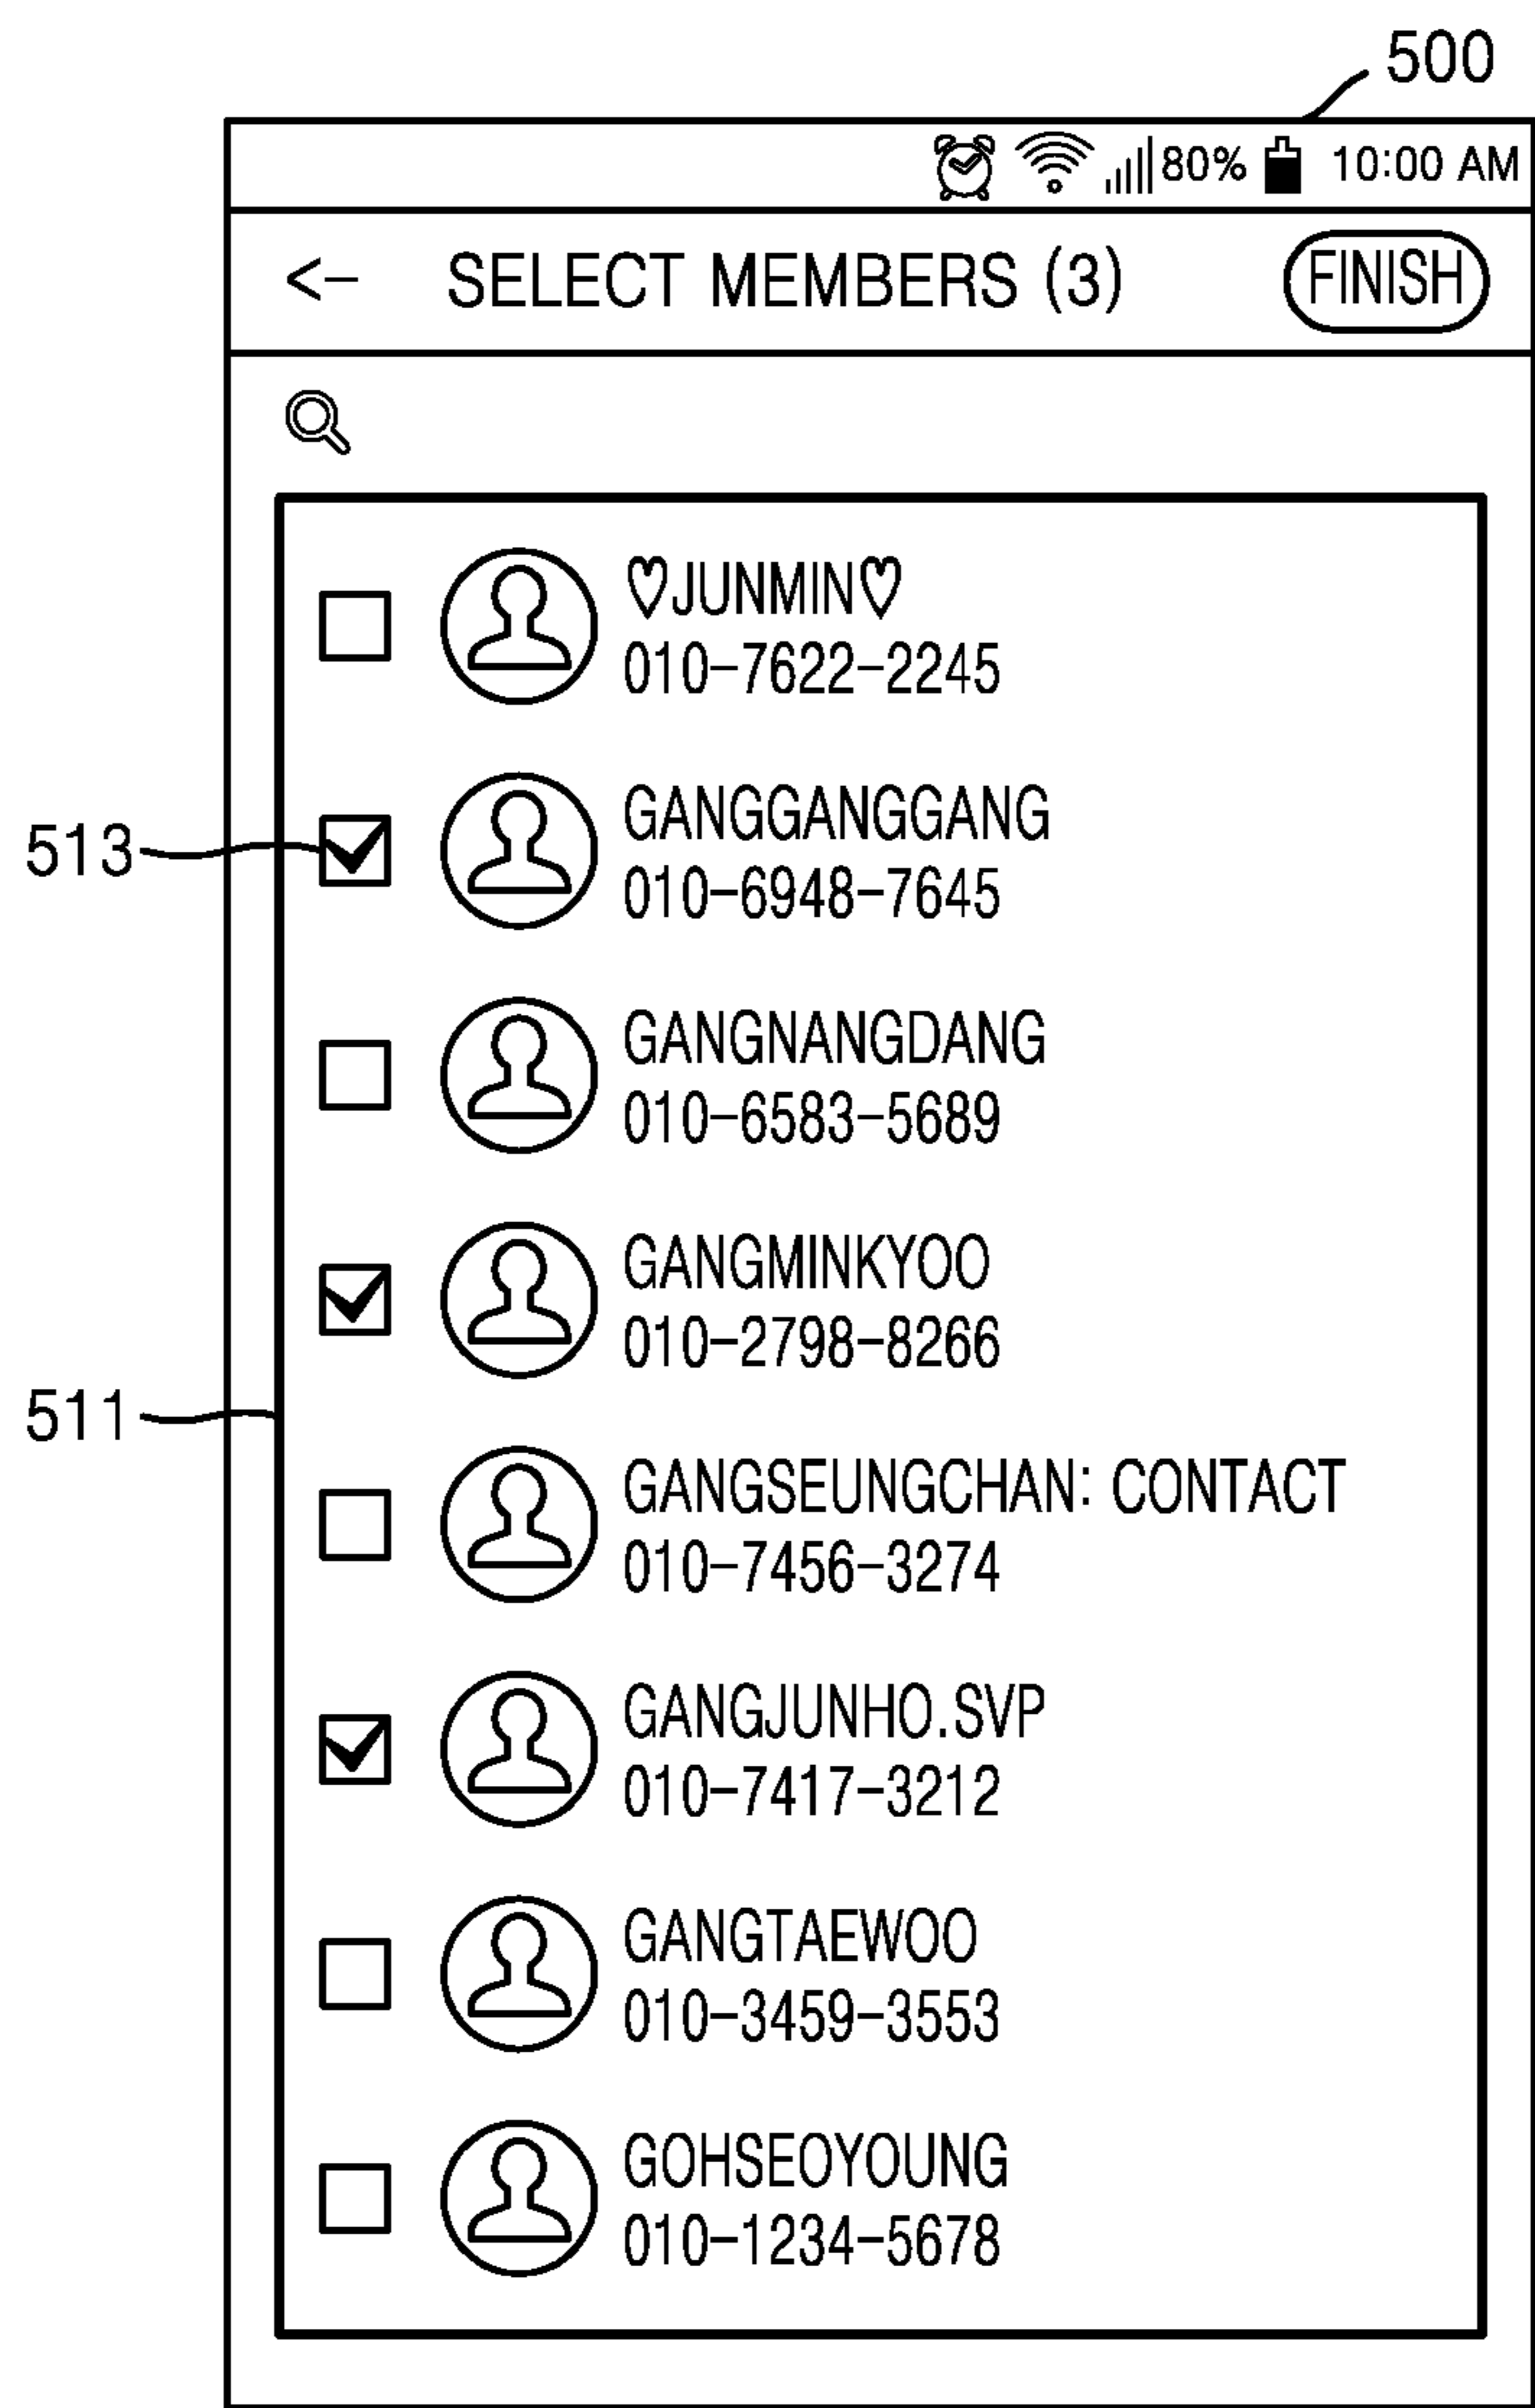 500
80% 10:00 AM
<- SELECT MEMBERS (3) FINISH
♡JUNMIN♡
010-7622-2245
513
GANGGANGGANG
010-6948-7645
GANGNANGDANG
010-6583-5689
GANGMINKYOO
010-2798-8266
511
GANGSEUNGCHAN: CONTACT
010-7456-3274
GANGJUNHO.SVP
010-7417-3212
GANGTAEWOO
010-3459-3553
GOHSEOYOUNG
010-1234-5678